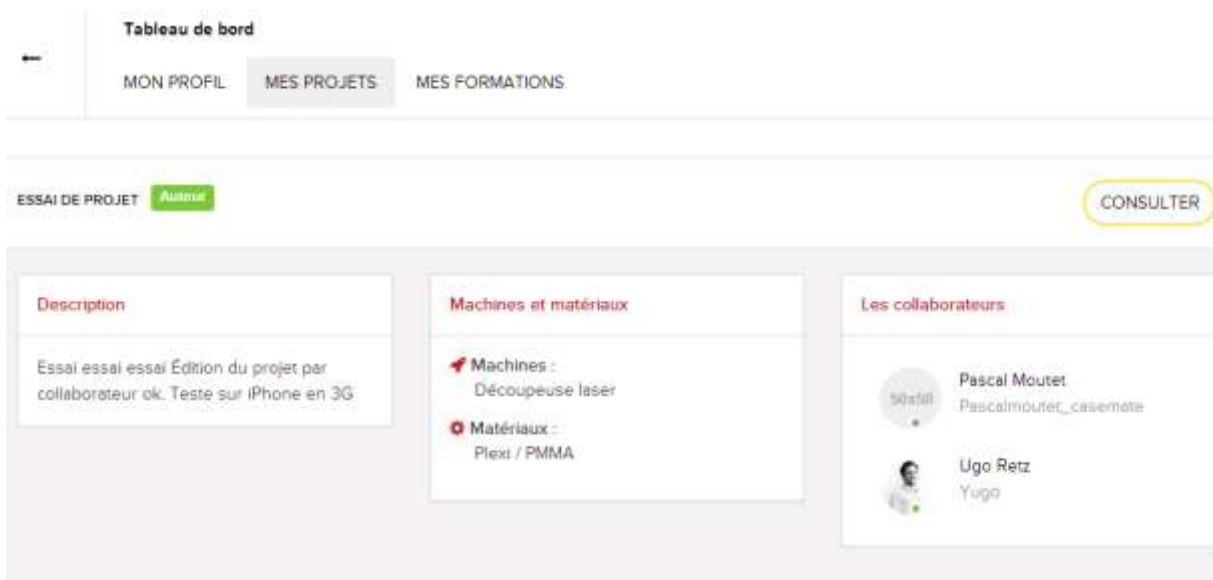 Tableau de bord
MON PROFIL MES PROJETS MES FORMATIONS
ESSAI DE PROJET Auteur
CONSULTER
Description
Essai essai essai Édition du projet par
collaborateur ok. Teste sur iPhone en 3G
Machines et matériaux
Machines :
Découpeuse laser
Matériaux :
Plexi / PMMA
Les collaborateurs
50x50
Pascal Moutet
Pascalmoutet_casemate
Ugo Retz
Yugo